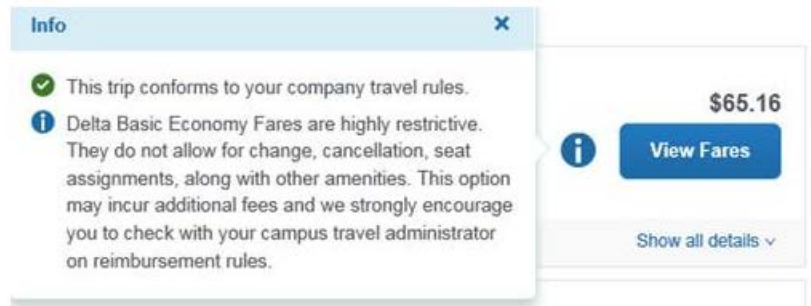 Info
This trip conforms to your company travel rules.
Delta Basic Economy Fares are highly restrictive.
They do not allow for change, cancellation, seat
assignments, along with other amenities. This option
may incur additional fees and we strongly encourage
you to check with your campus travel administrator
on reimbursement rules.
$65.16
View Fares
Show all details